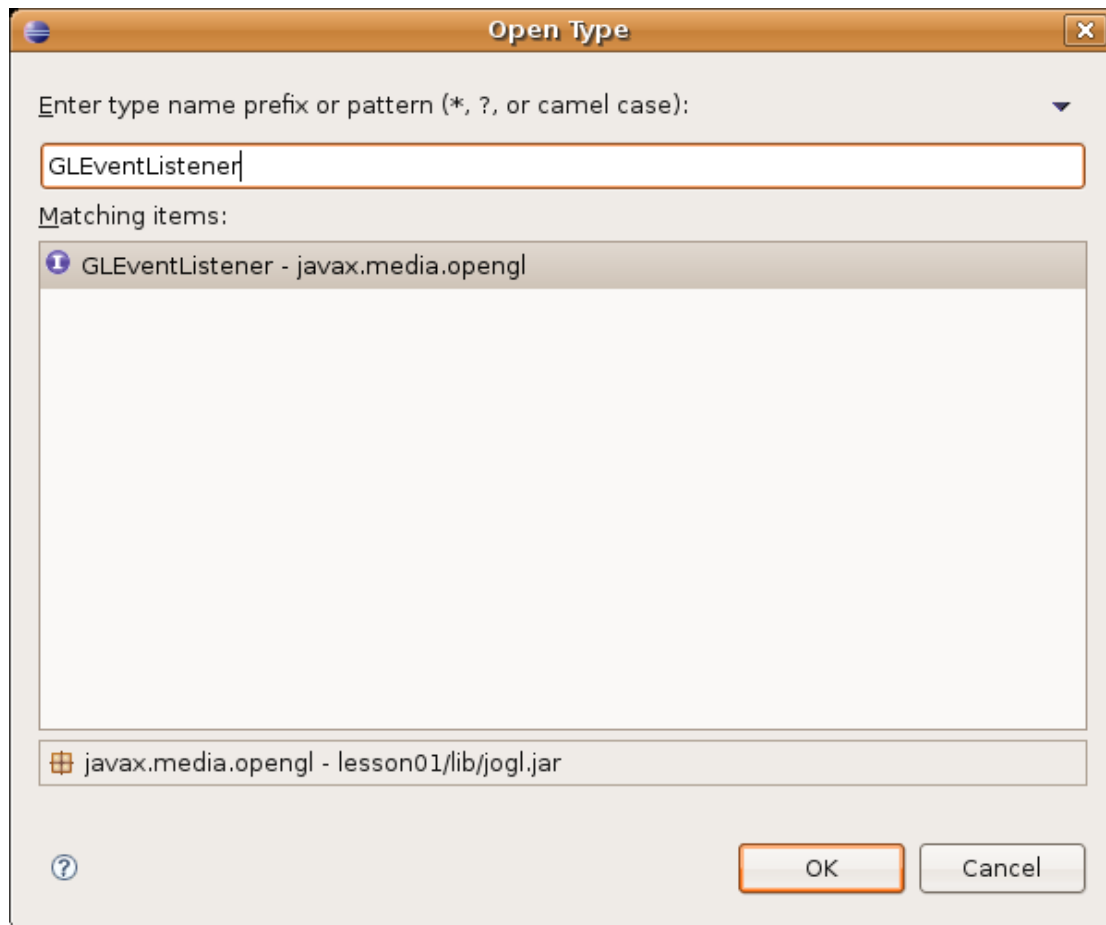 Open Type
Enter type name prefix or pattern (*, ?, or camel case):
GLEventListener
Matching items:
GLEventListener - javax.media.opengl
javax.media.opengl - lesson01/lib/jogl.jar
OK Cancel